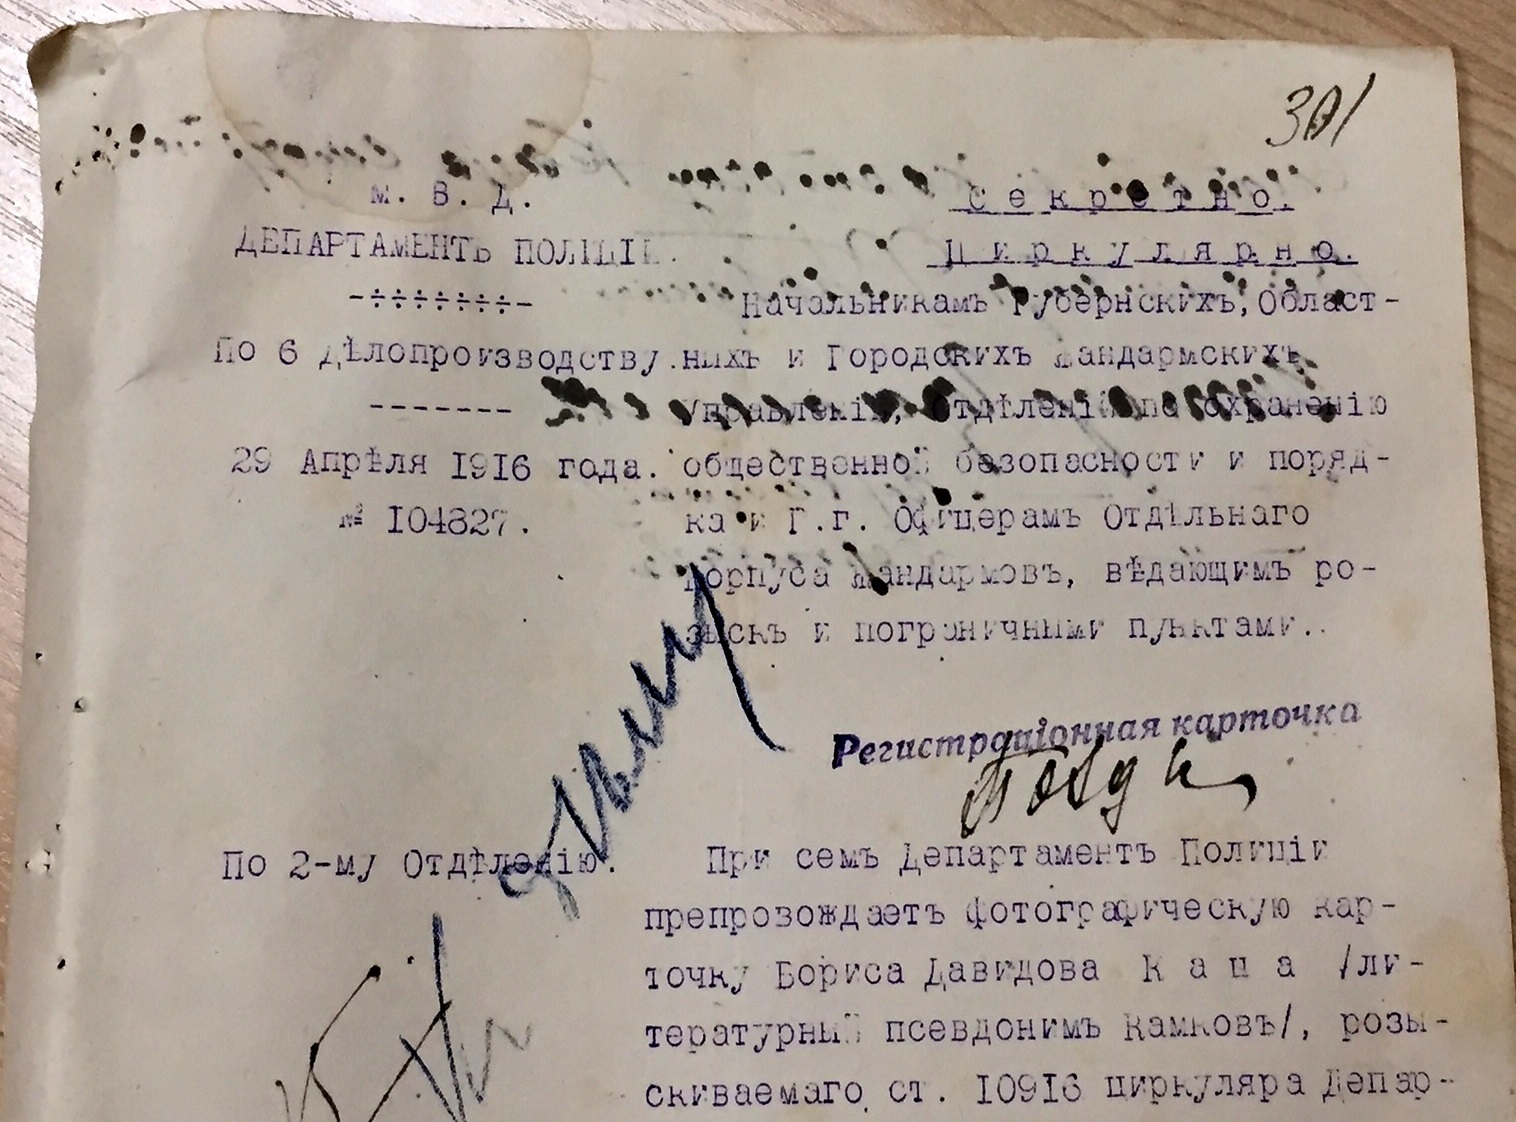 301
М. В. Д.
ДЕПАРТАМЕНТЪ ПОЛИЦІИ.
-÷÷÷÷÷÷÷-
По 6 дѣлопроизводству.
-------
29 Апрѣля 1916 года.
№ 104827.
Секретно.
Циркулярно.
Начальникамъ Губернскихъ, Област-
ныхъ и Городскихъ Жандармскихъ
Управленій, Отдѣленій по охраненію
общественной безопасности и поряд-
ка и Г.г. Офицерамъ Отдѣльнаго
Корпуса Жандармовъ, вѣдающимъ ро-
зыскъ и пограничными пунктами..
Регистраціонная карточка
По 2-му Отдѣленію.
При семъ Департаментъ Полиціи
препровождаетъ фотографическую кар-
точку Бориса Давидова Каца /ли-
тературный псевдонимъ Камковъ/, розы-
скиваемаго ст. 10916 циркуляра Депар-